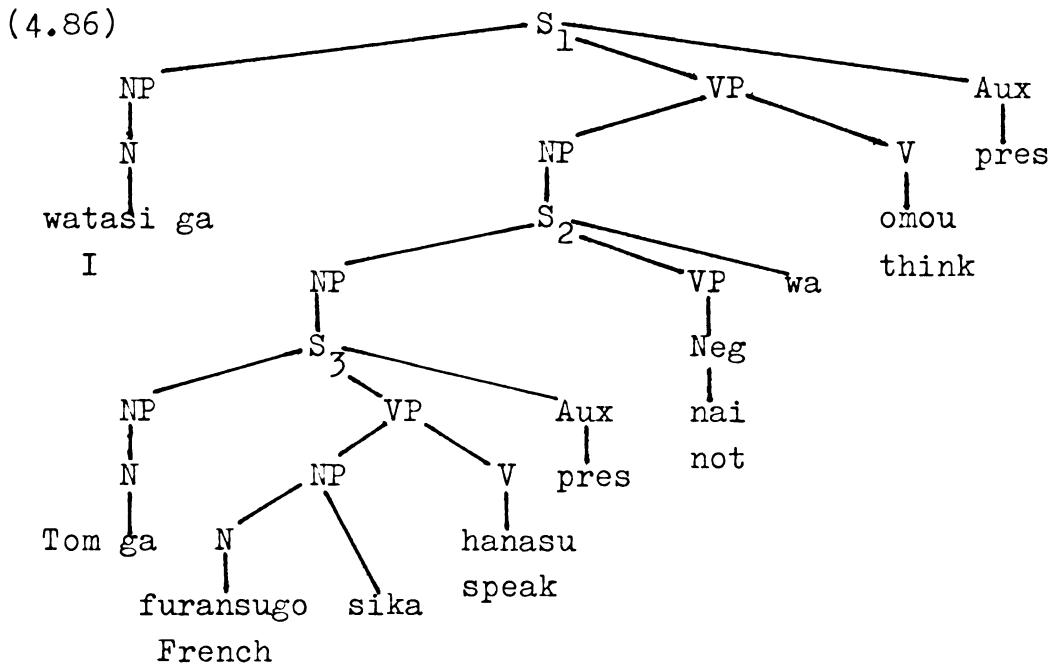 (4.86)
S1
NP VP Aux
N NP V pres
watasi ga S2 omou
I think
NP VP wa
S3 Neg
NP VP Aux nai
not
N NP V pres
Tom ga N hanasu
speak
furansugo sika
French